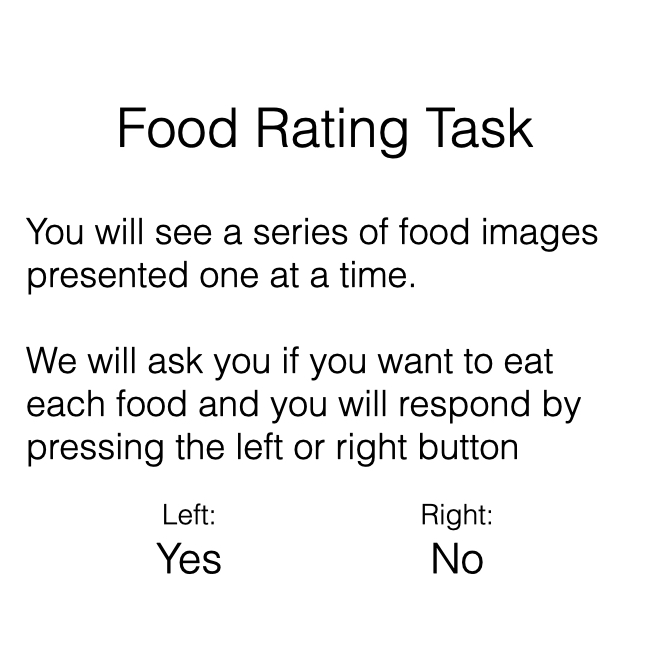 Food Rating Task
You will see a series of food images
presented one at a time.
We will ask you if you want to eat
each food and you will respond by
pressing the left or right button
Left: Right:
Yes No